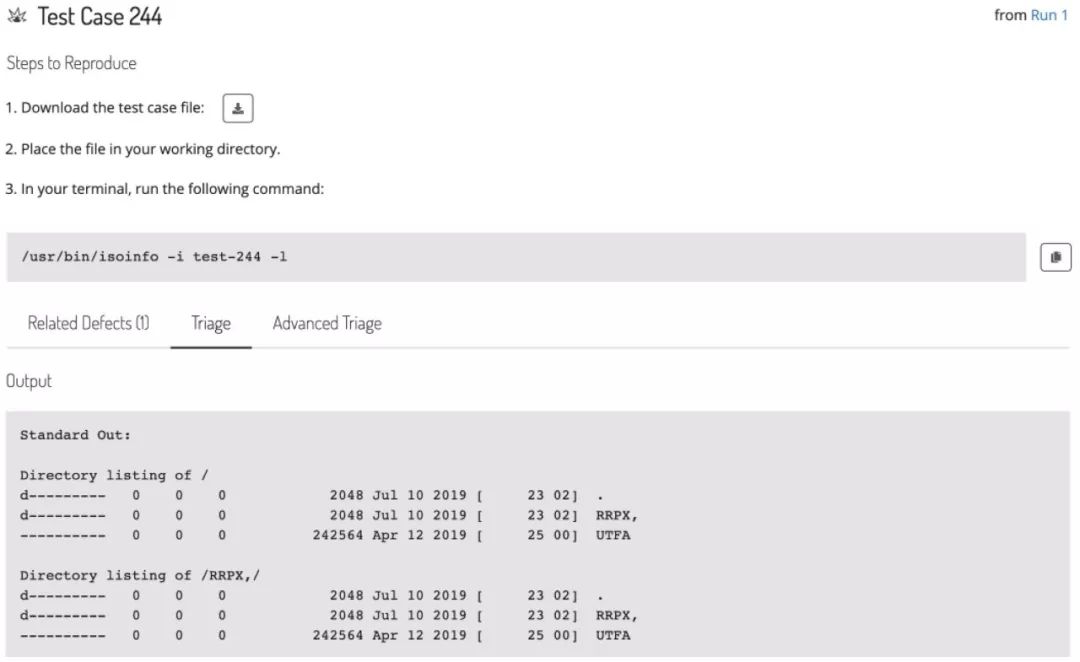 Test Case 244
from Run 1
Steps to Reproduce
1. Download the test case file:
2. Place the file in your working directory.
3. In your terminal, run the following command:
/usr/bin/isoinfo -i test-244 -l
Related Defects (1) Triage Advanced Triage
Output
Standard Out:
Directory listing of /
d--------- 0 0 0 2048 Jul 10 2019 [ 23 02] .
d--------- 0 0 0 2048 Jul 10 2019 [ 23 02] RRPX,
---------- 0 0 0 242564 Apr 12 2019 [ 25 00] UTFA
Directory listing of /RRPX,/
d--------- 0 0 0 2048 Jul 10 2019 [ 23 02] .
d--------- 0 0 0 2048 Jul 10 2019 [ 23 02] RRPX,
---------- 0 0 0 242564 Apr 12 2019 [ 25 00] UTFA